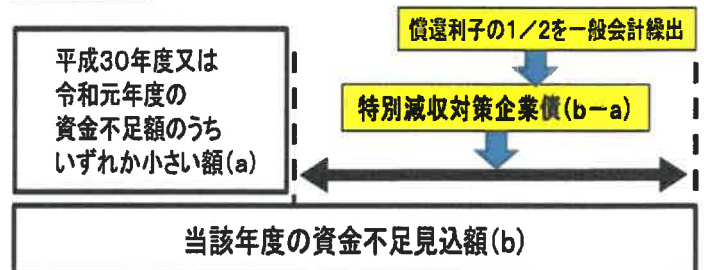 償還利子の1/2を一般会計繰出
平成30年度又は
令和元年度の
資金不足額のうち
いずれか小さい額(a)
特別減収対策企業債(b-a)
当該年度の資金不足見込額(b)